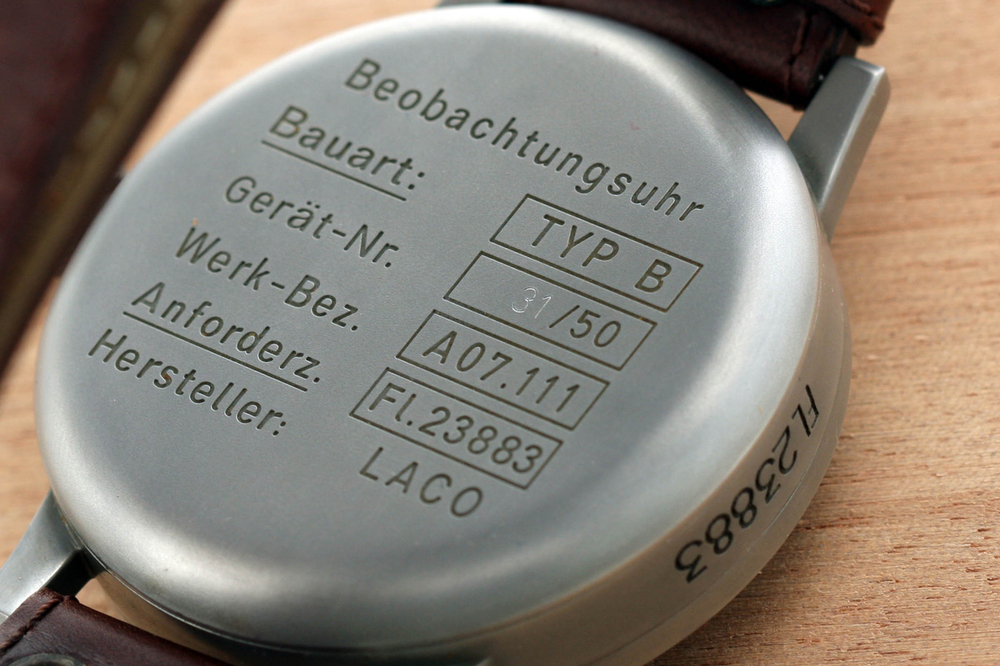 Beobachtungsuhr
Bauart: TYP B
Gerät-Nr. 31/50
Werk-Bez. A07.111
Anforderz. Fl.23883
Hersteller: LACO
FL23883